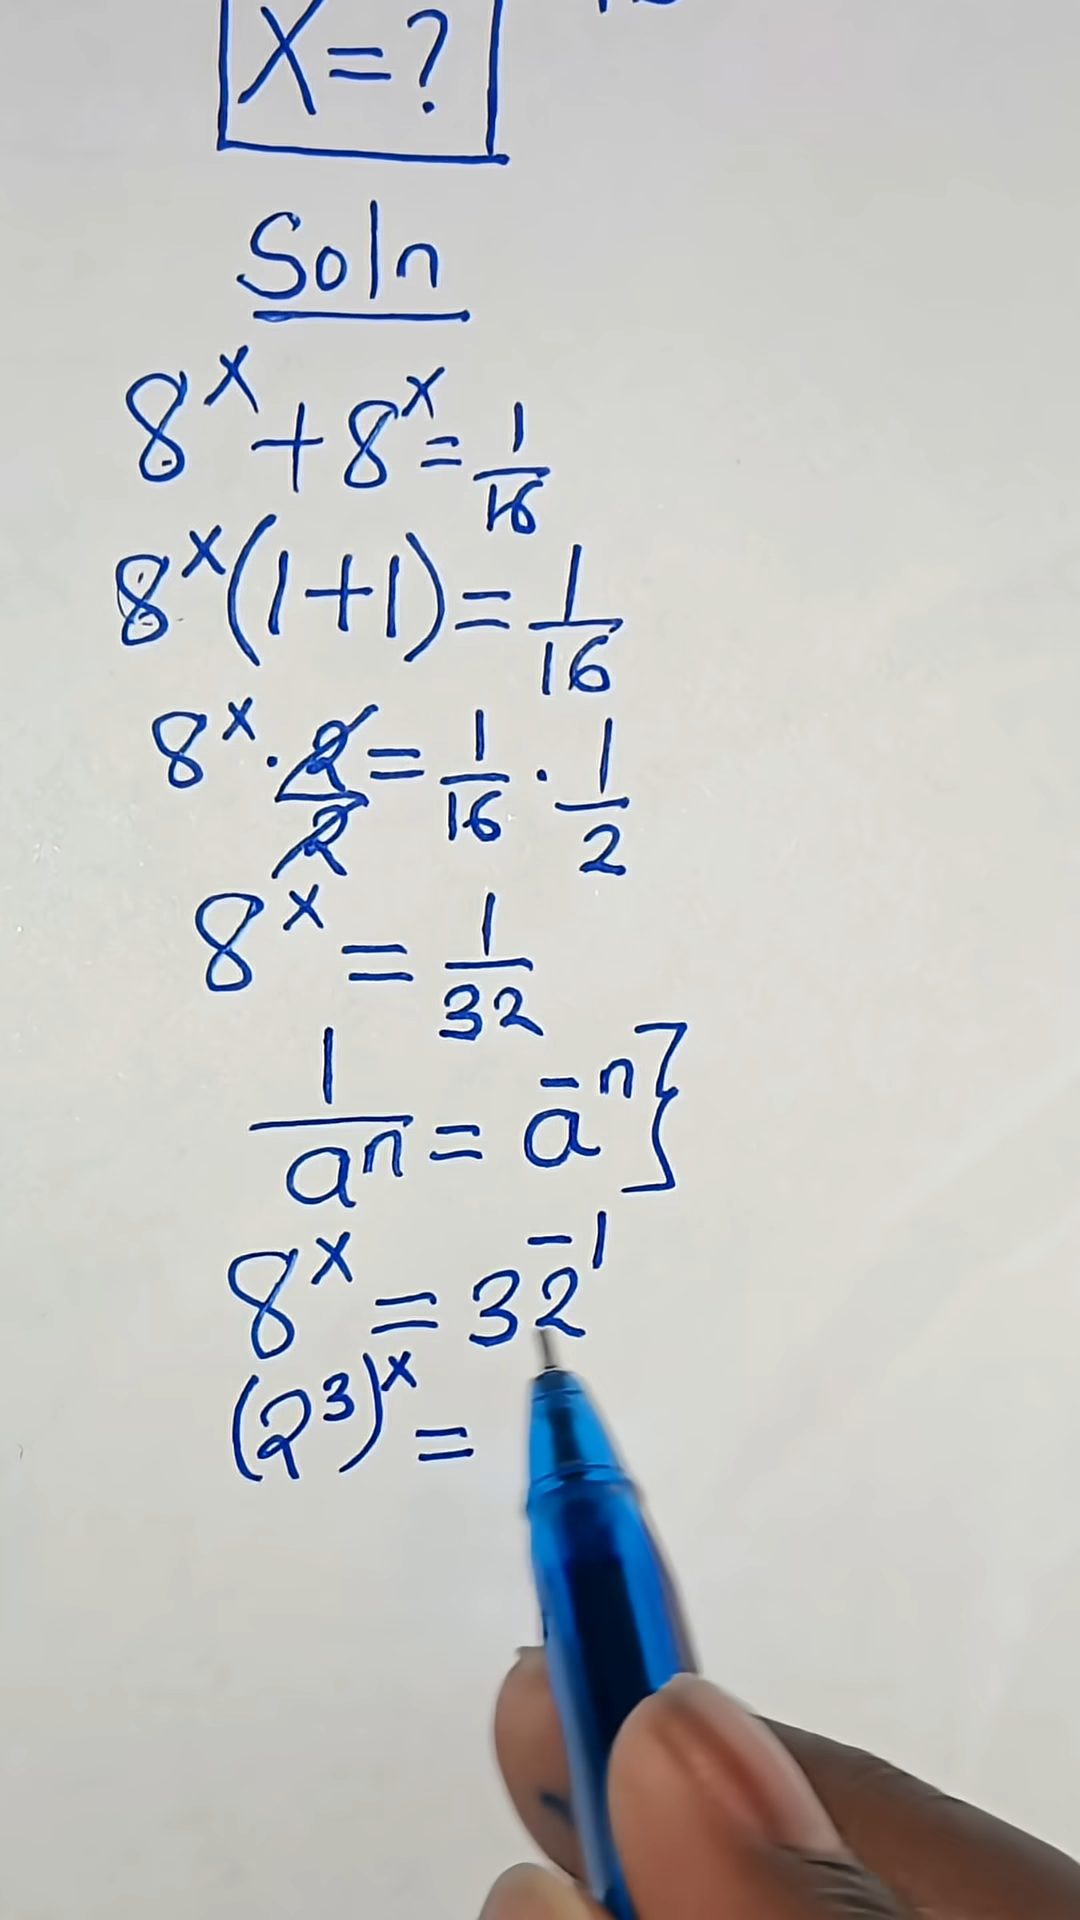 X=?
Soln
8^x + 8^x = 1/16
8^x(1+1) = 1/16
8^x · 2/2 = 1/16 · 1/2
8^x = 1/32
1/a^n = a^-n}
8^x = 32^-1
(2^3)^x =